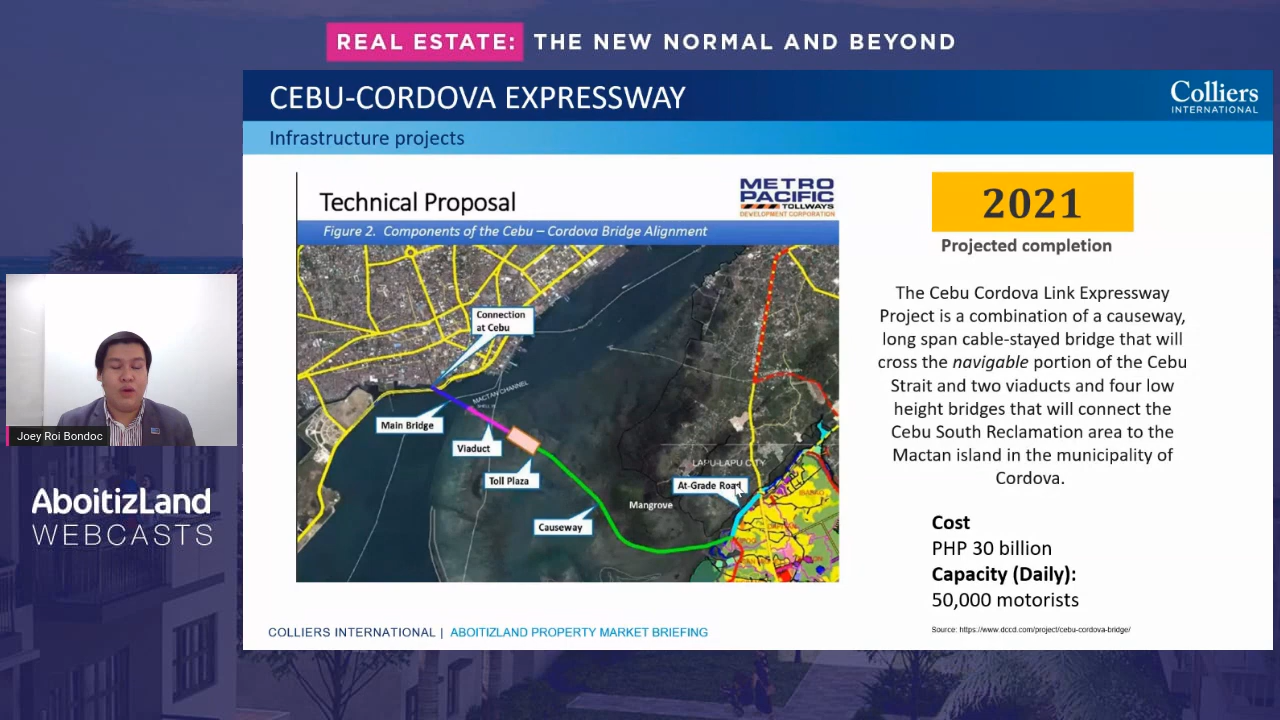 REAL ESTATE: THE NEW NORMAL AND BEYOND
CEBU-CORDOVA EXPRESSWAY
Colliers
INTERNATIONAL
Infrastructure projects
Technical Proposal
METRO
PACIFIC
TOLLWAYS
DEVELOPMENT CORPORATION
Figure 2. Components of the Cebu – Cordova Bridge Alignment
Connection
at Cebu
MACTAN CHANNEL
Main Bridge
Viaduct
Toll Plaza
LAPU-LAPU CITY
At-Grade Road
Mangrove
Causeway
2021
Projected completion
The Cebu Cordova Link Expressway
Project is a combination of a causeway,
long span cable-stayed bridge that will
cross the navigable portion of the Cebu
Strait and two viaducts and four low
height bridges that will connect the
Cebu South Reclamation area to the
Mactan island in the municipality of
Cordova.
Cost
PHP 30 billion
Capacity (Daily):
50,000 motorists
Source: https://www.dccd.com/project/cebu-cordova-bridge/
COLLIERS INTERNATIONAL | ABOITIZLAND PROPERTY MARKET BRIEFING
Joey Roi Bondoc
AboitizLand
WEBCASTS